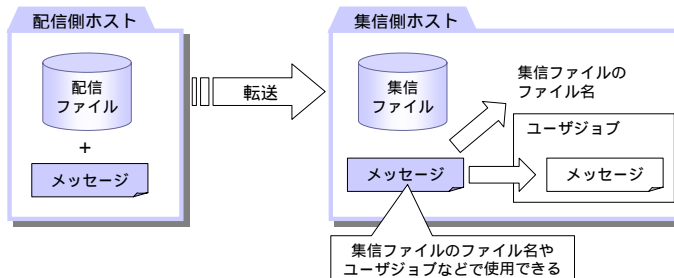 配信側ホスト
配信
ファイル
+
メッセージ
転送
集信側ホスト
集信
ファイル
メッセージ
集信ファイルの
ファイル名
ユーザジョブ
メッセージ
集信ファイルのファイル名や
ユーザジョブなどで使用できる